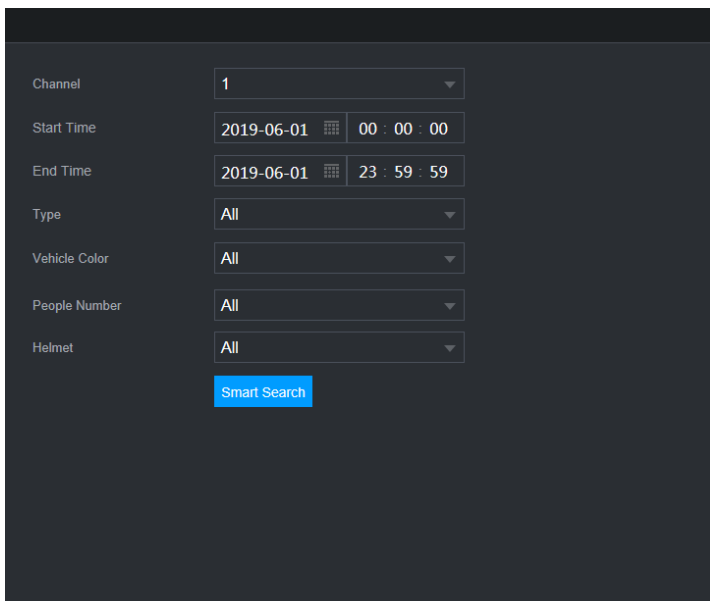 Channel 1
Start Time 2019-06-01 00 : 00 : 00
End Time 2019-06-01 23 : 59 : 59
Type All
Vehicle Color All
People Number All
Helmet All
Smart Search